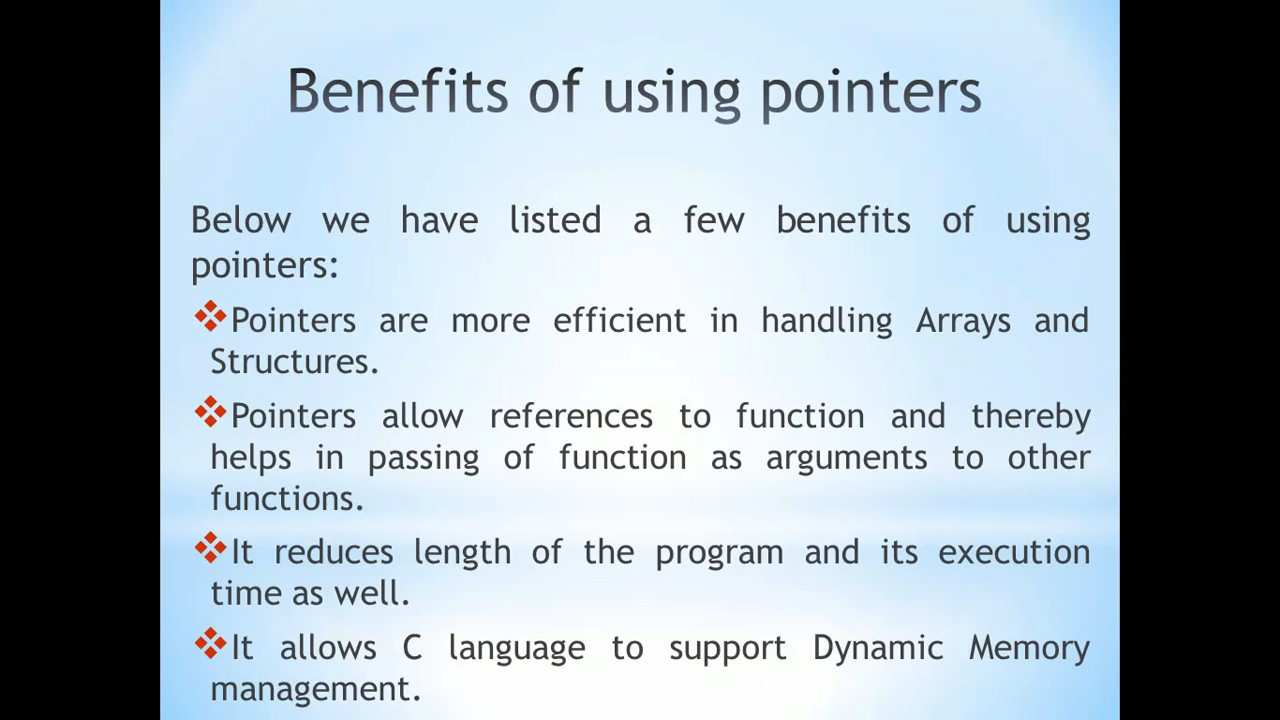 Benefits of using pointers
Below we have listed a few benefits of using
pointers:
Pointers are more efficient in handling Arrays and
Structures.
Pointers allow references to function and thereby
helps in passing of function as arguments to other
functions.
It reduces length of the program and its execution
time as well.
It allows C language to support Dynamic Memory
management.